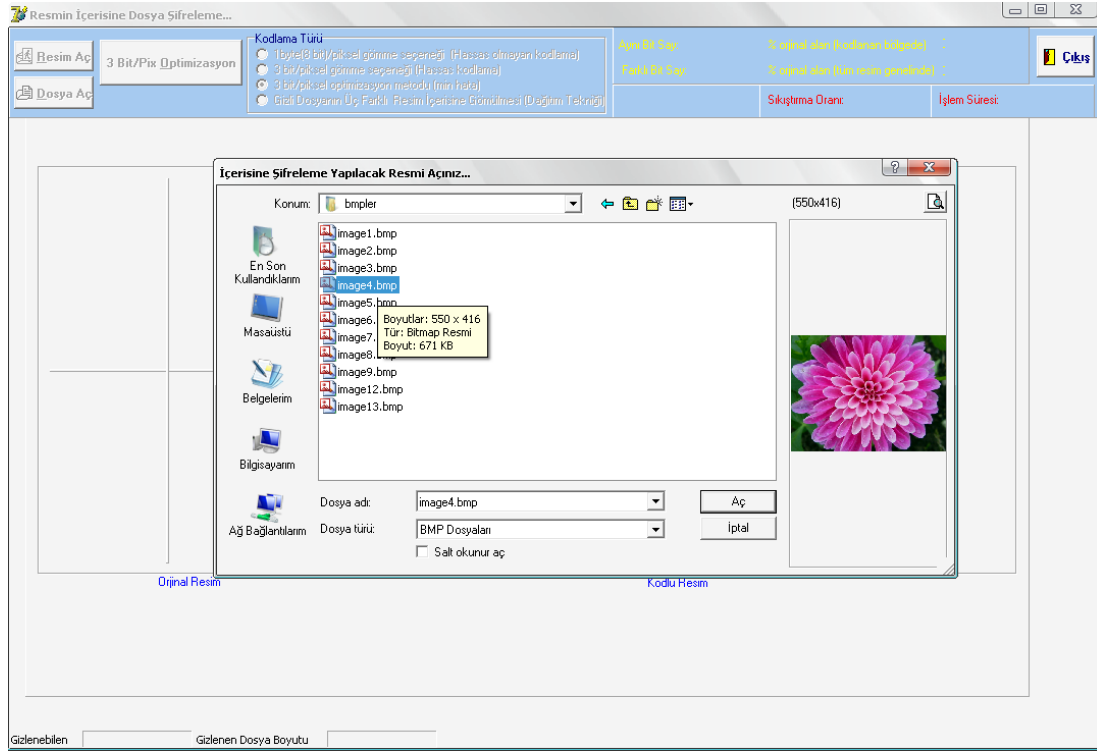 Resmin İçerisine Dosya Şifreleme...
Resim Aç
Dosya Aç
3 Bit/Pix Optimizasyon
Kodlama Türü
1byte(8 bit)/piksel gömme seçeneği (Hassas olmayan kodlama)
3 bit/piksel gömme seçeneği (Hassas kodlama)
3 bit/piksel optimizasyon metodu (min hata)
Gizli Dosyanın Üç Farklı Resim İçerisine Gömülmesi (Dağıtım Tekniği)
Aynı Bit Say
% orjinal alan (kodlanan bölgede) :
Farklı Bit Say
% orjinal alan (tüm resim genelinde) :
Sıkıştırma Oranı:
İşlem Süresi:
Çıkış
İçerisine Şifreleme Yapılacak Resmi Açınız...
Konum:
bmpler
(550x416)
En Son
Kullandıklarım
Masaüstü
Belgelerim
Bilgisayarım
Ağ Bağlantılarım
image1.bmp
image2.bmp
image3.bmp
image4.bmp
image5.bmp
image6.
image7.
image8.
image9.bmp
image12.bmp
image13.bmp
Boyutlar: 550 x 416
Tür: Bitmap Resmi
Boyut: 671 KB
Dosya adı:
image4.bmp
Aç
Dosya türü:
BMP Dosyaları
İptal
Salt okunur aç
Orjinal Resim
Kodlu Resim
Gizlenebilen
Gizlenen Dosya Boyutu